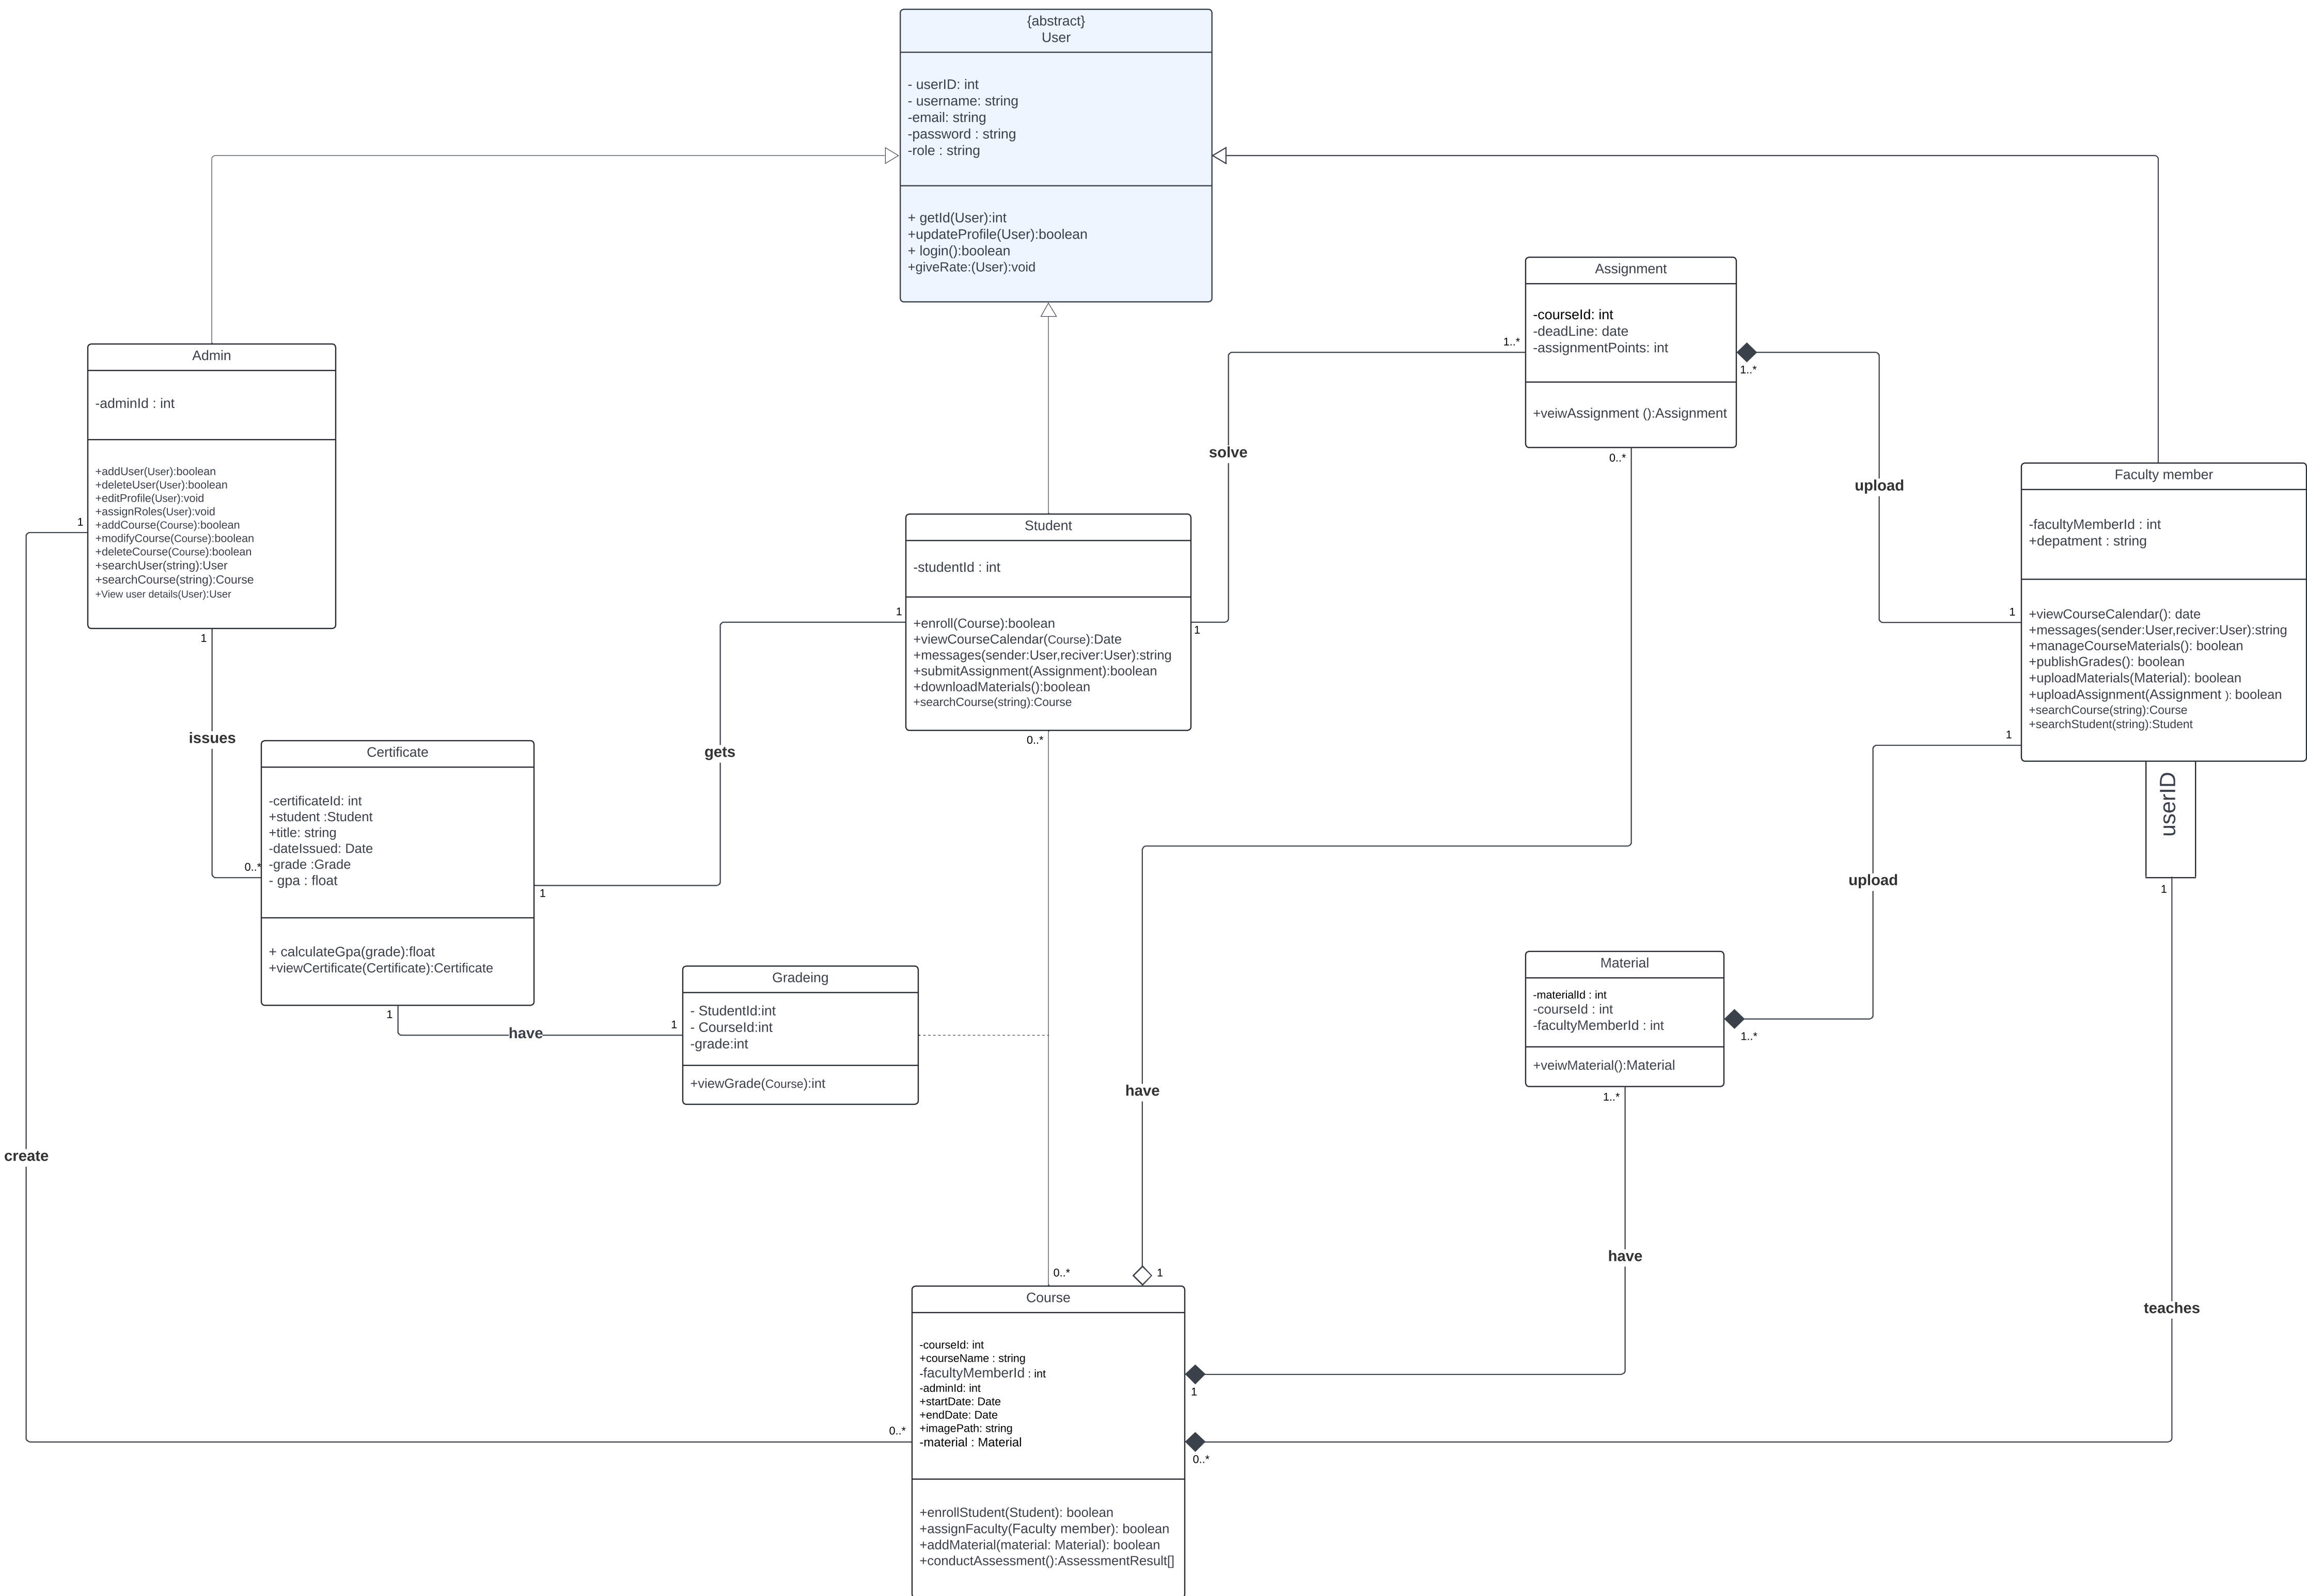 {abstract}
User
- userID: int
- username: string
-email: string
-password : string
-role : string
+ getId(User):int
+updateProfile(User):boolean
+ login():boolean
+giveRate:(User):void
Assignment
-courseId: int
-deadLine: date
-assignmentPoints: int
+veiwAssignment ():Assignment
1..*
1..*
0..*
Admin
-adminId : int
+addUser(User):boolean
+deleteUser(User):boolean
+editProfile(User):void
+assignRoles(User):void
+addCourse(Course):boolean
+modifyCourse(Course):boolean
+deleteCourse(Course):boolean
+searchUser(string):User
+searchCourse(string):Course
+View user details(User):User
1
1
solve
upload
Faculty member
-facultyMemberId : int
+depatment : string
+viewCourseCalendar(): date
+messages(sender:User,reciver:User):string
+manageCourseMaterials(): boolean
+publishGrades(): boolean
+uploadMaterials(Material): boolean
+uploadAssignment(Assignment ): boolean
+searchCourse(string):Course
+searchStudent(string):Student
1
1
userID
1
Student
-studentId : int
+enroll(Course):boolean
+viewCourseCalendar(Course):Date
+messages(sender:User,reciver:User):string
+submitAssignment(Assignment):boolean
+downloadMaterials():boolean
+searchCourse(string):Course
1
1
0..*
issues
gets
upload
Certificate
-certificateId: int
+student :Student
+title: string
-dateIssued: Date
-grade :Grade
- gpa : float
+ calculateGpa(grade):float
+viewCertificate(Certificate):Certificate
0..*
1
1
have
1
Gradeing
- StudentId:int
- CourseId:int
-grade:int
+viewGrade(Course):int
Material
-materialId : int
-courseId : int
-facultyMemberId : int
+veiwMaterial():Material
1..*
1..*
have
create
have
teaches
0..*
1
Course
-courseId: int
+courseName : string
-facultyMemberId : int
-adminId: int
+startDate: Date
+endDate: Date
+imagePath: string
-material : Material
+enrollStudent(Student): boolean
+assignFaculty(Faculty member): boolean
+addMaterial(material: Material): boolean
+conductAssessment():AssessmentResult[]
1
0..*
0..*